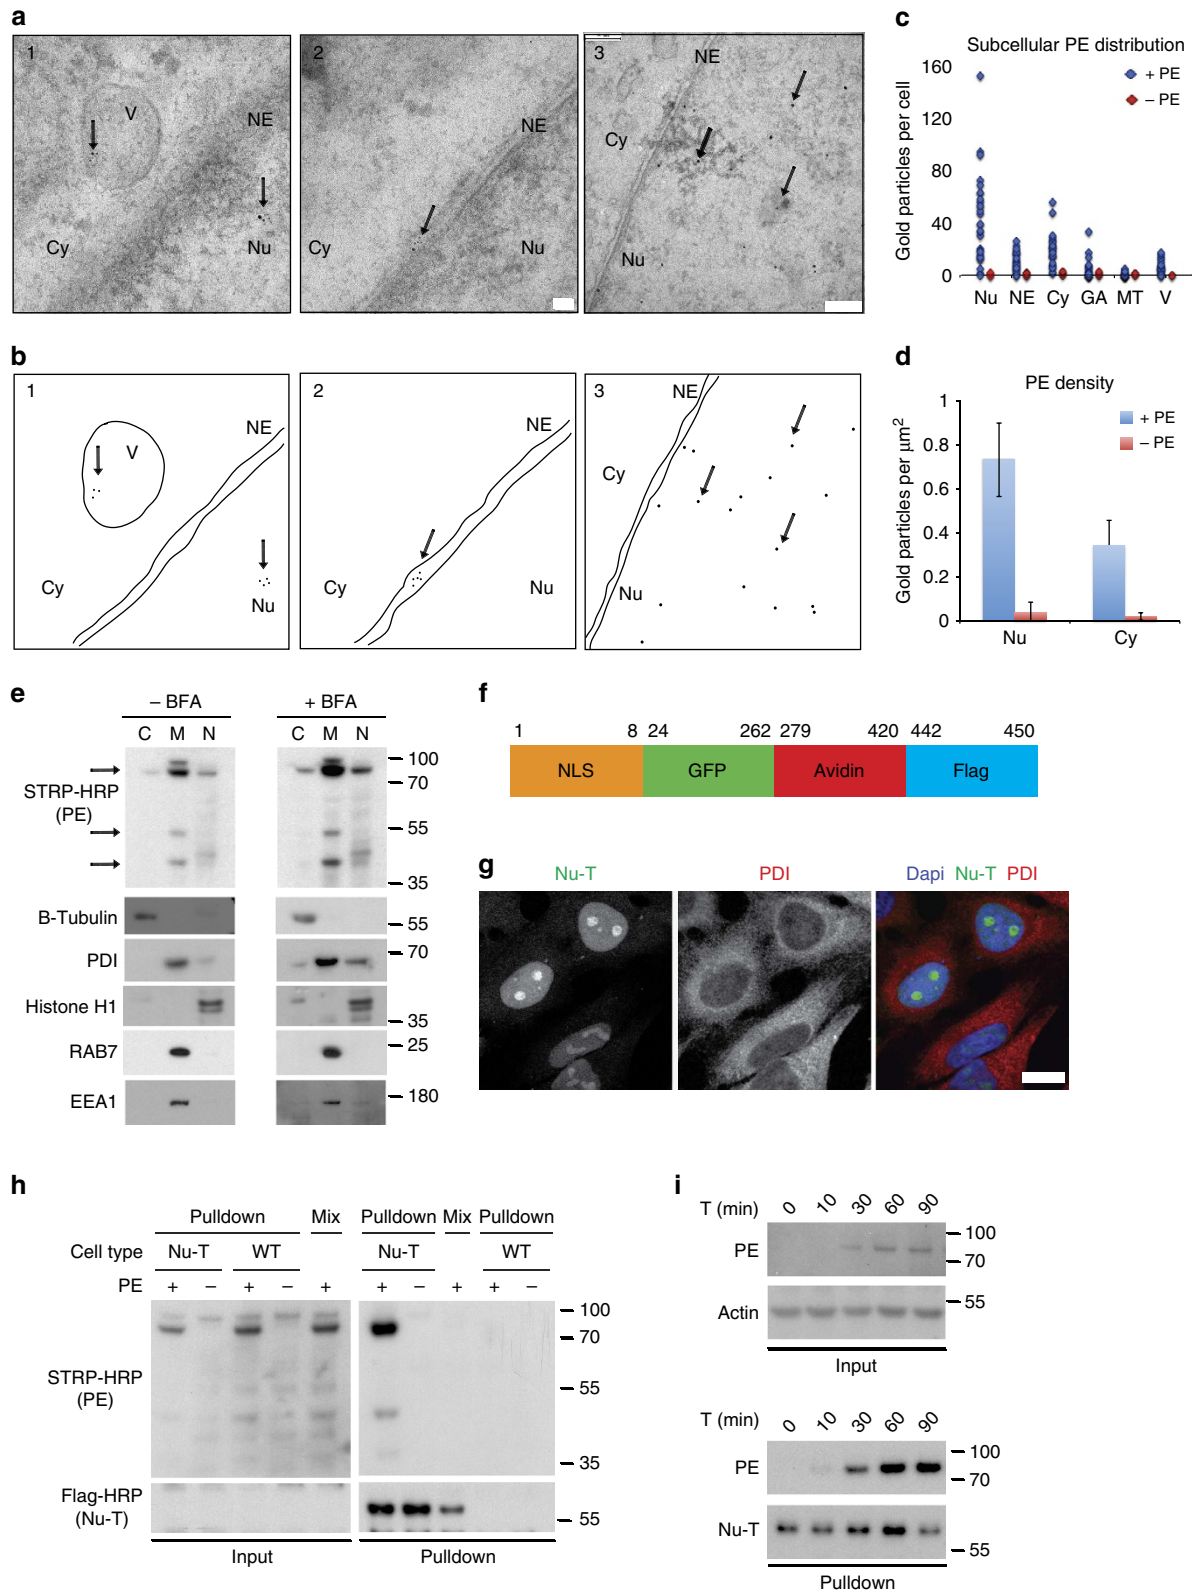 a
1
V
NE
Cy
Nu
2
NE
Cy
Nu
3
NE
Cy
Nu
c
Subcellular PE distribution
+ PE
– PE
Gold particles per cell
160
120
80
40
0
Nu NE Cy GA MT V
b
1
V
NE
Cy
Nu
2
NE
Cy
Nu
3
NE
Cy
Nu
d
PE density
+ PE
– PE
Gold particles per µm²
1
0.8
0.6
0.4
0.2
0
Nu Cy
e
– BFA + BFA
C M N C M N
STRP-HRP
(PE)
100
70
55
35
B-Tubulin
55
PDI
70
Histone H1
35
RAB7
25
EEA1
180
f
1 8 24 262 279 420 442 450
NLS GFP Avidin Flag
g
Nu-T PDI Dapi Nu-T PDI
h
Pulldown Mix Pulldown Mix Pulldown
Cell type Nu-T WT Nu-T WT
PE + – + – + + – + + –
STRP-HRP
(PE)
100
70
55
35
Flag-HRP
(Nu-T)
55
Input Pulldown
i
T (min) 0 10 30 60 90
PE
100
70
Actin
55
Input
T (min) 0 10 30 60 90
PE
100
70
Nu-T
55
Pulldown